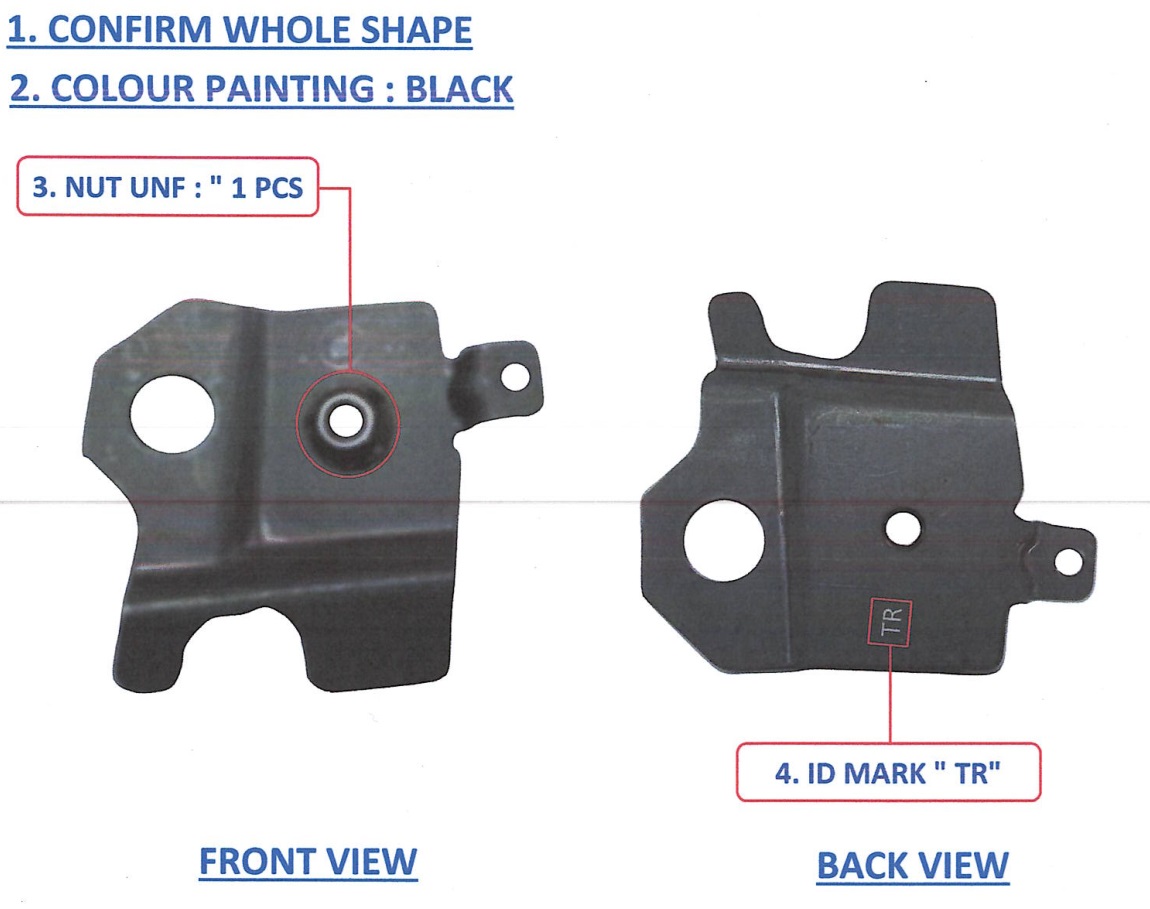 1. CONFIRM WHOLE SHAPE
2. COLOUR PAINTING : BLACK
3. NUT UNF : " 1 PCS
TR
4. ID MARK " TR"
FRONT VIEW
BACK VIEW